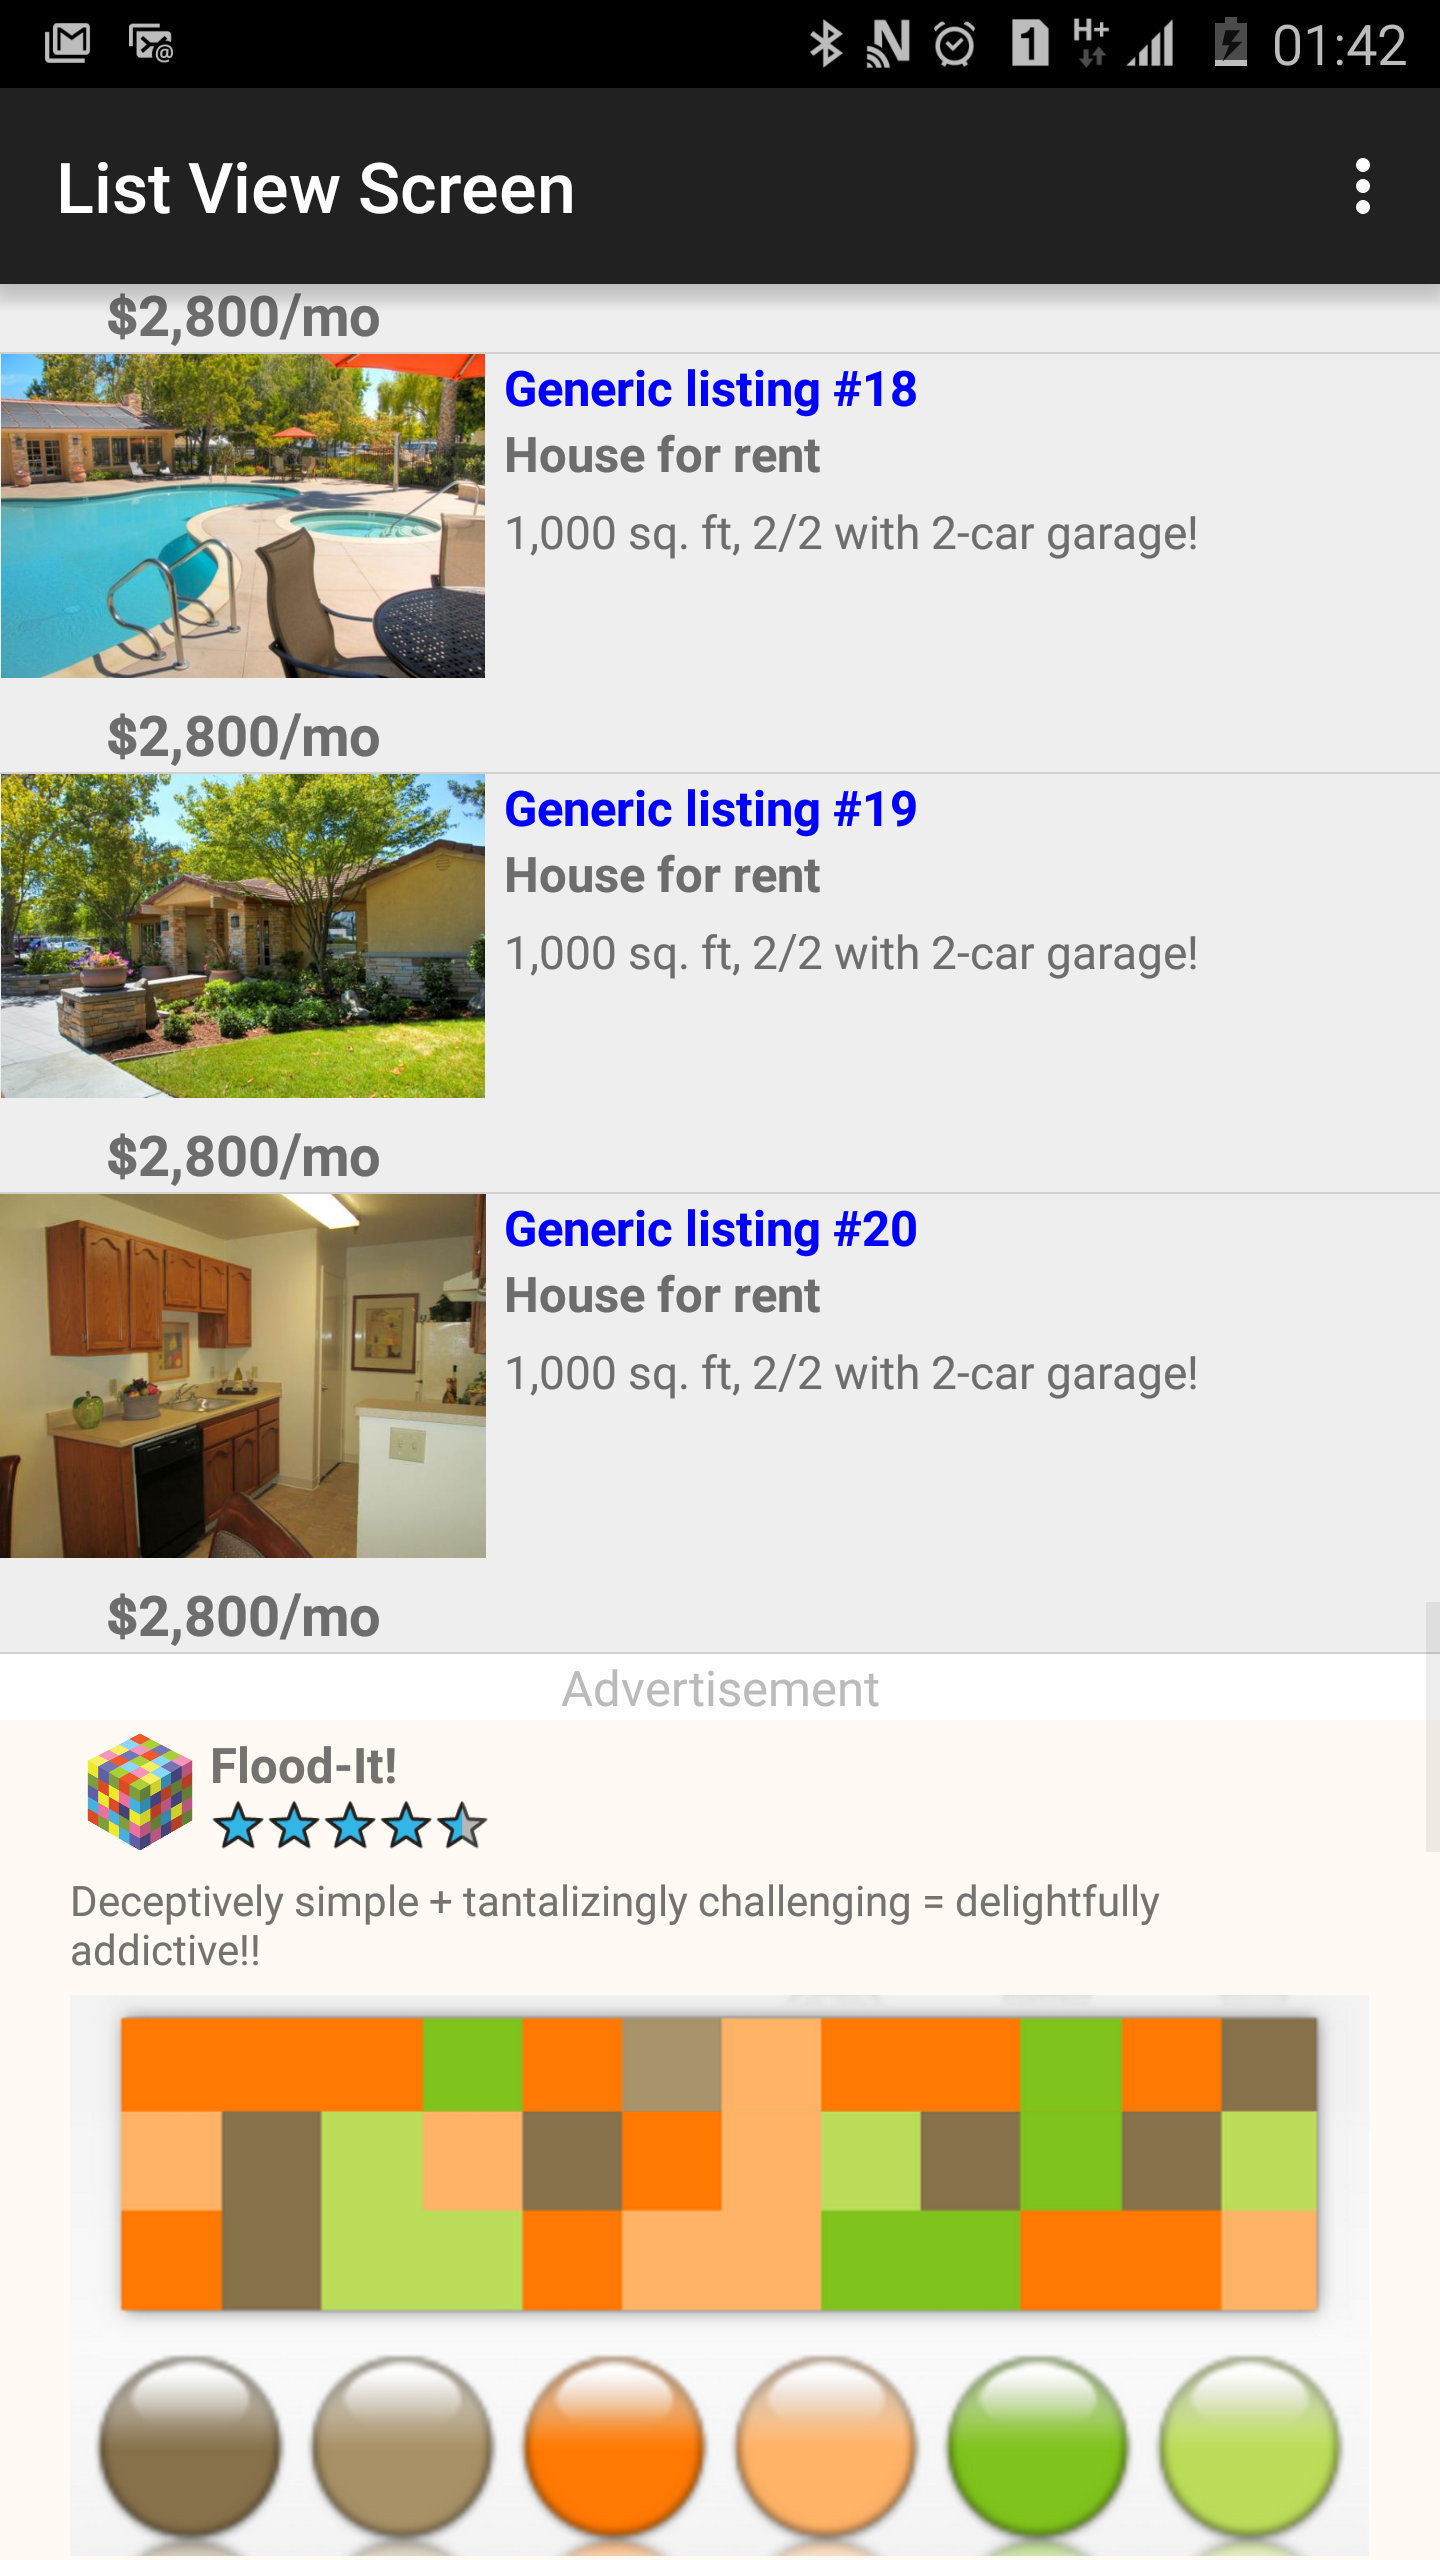 1 H+ 01:42
List View Screen
$2,800/mo
Generic listing #18
House for rent
1,000 sq. ft, 2/2 with 2-car garage!
$2,800/mo
Generic listing #19
House for rent
1,000 sq. ft, 2/2 with 2-car garage!
$2,800/mo
Generic listing #20
House for rent
1,000 sq. ft, 2/2 with 2-car garage!
$2,800/mo
Advertisement
Flood-It!
Deceptively simple + tantalizingly challenging = delightfully
addictive!!